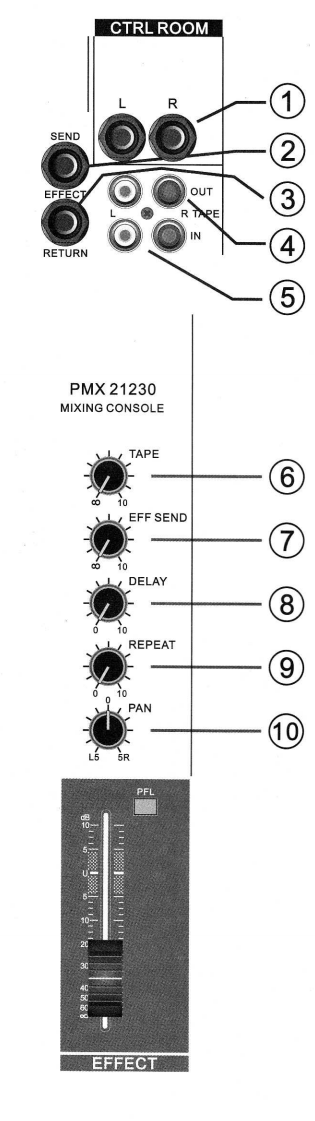 CTRL ROOM
L R
①
SEND
②
EFFECT
OUT
③
L R TAPE
④
RETURN
IN
⑤
PMX 21230
MIXING CONSOLE
TAPE
⑥
∞ 10
EFF SEND
⑦
∞ 10
DELAY
⑧
0 10
REPEAT
⑨
0 10
0
PAN
⑩
L5 5R
PFL
dB
10
5
U
5
10
20
30
40
50
60
∞
EFFECT